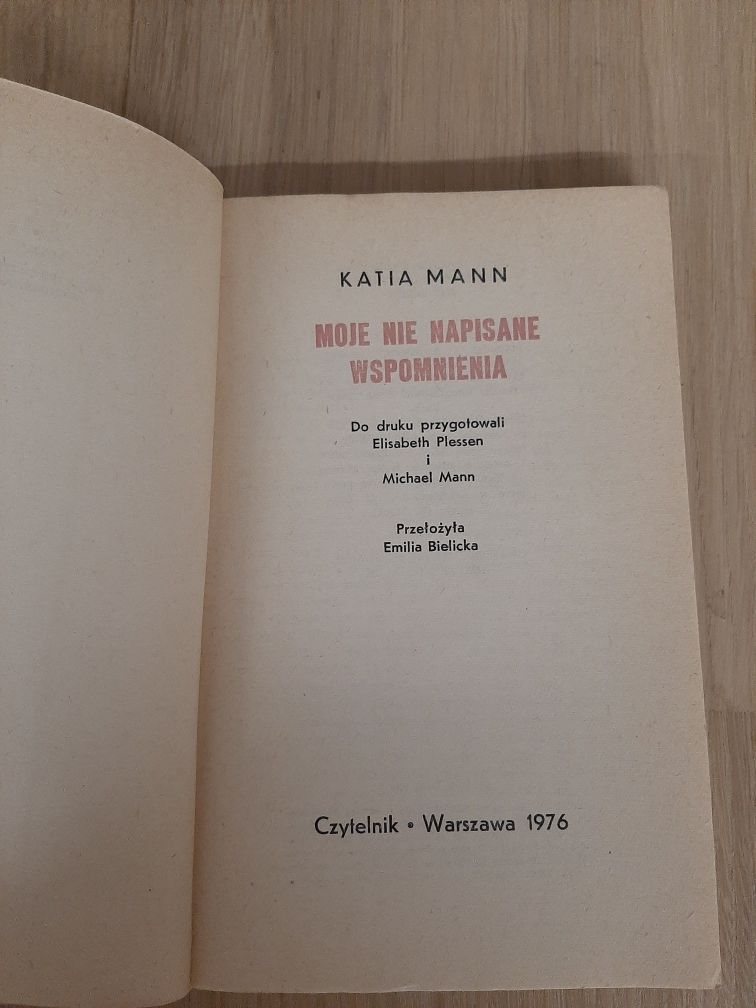 KATIA MANN
MOJE NIE NAPISANE
WSPOMNIENIA
Do druku przygotowali
Elisabeth Plessen
i
Michael Mann
Przełożyła
Emilia Bielicka
Czytelnik • Warszawa 1976